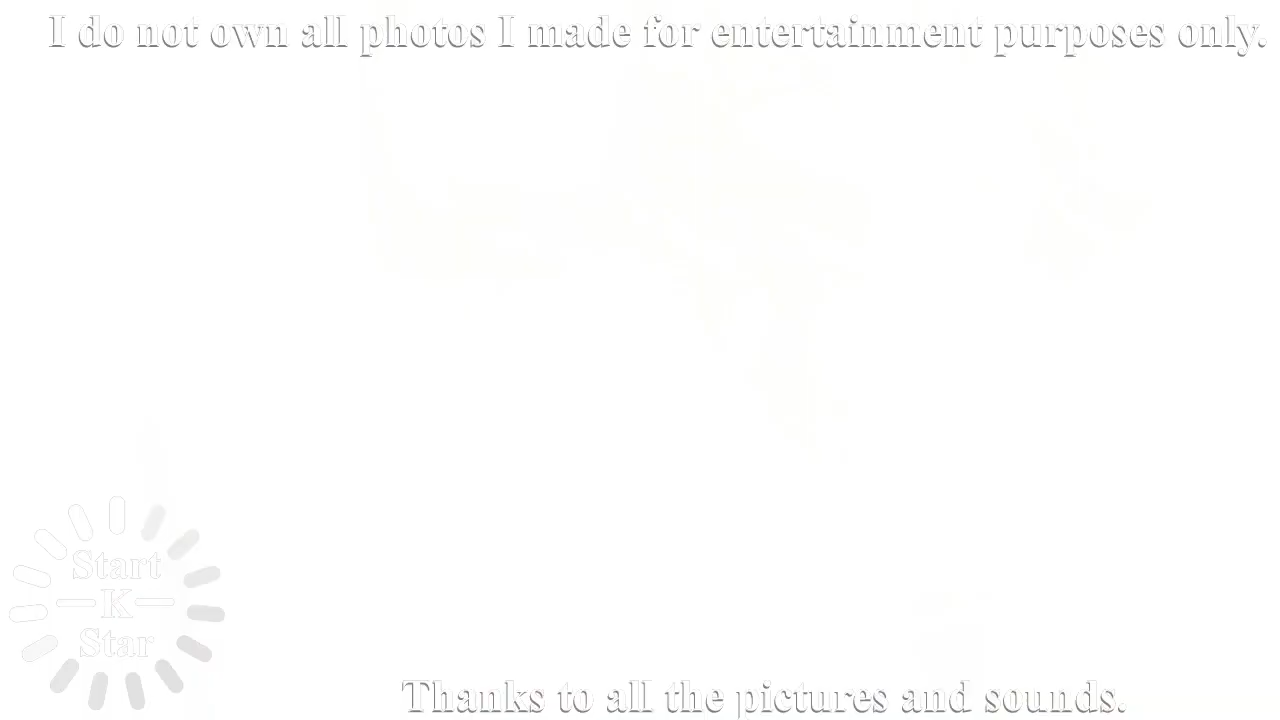 I do not own all photos I made for entertainment purposes only.
Start
K
Star
Thanks to all the pictures and sounds.